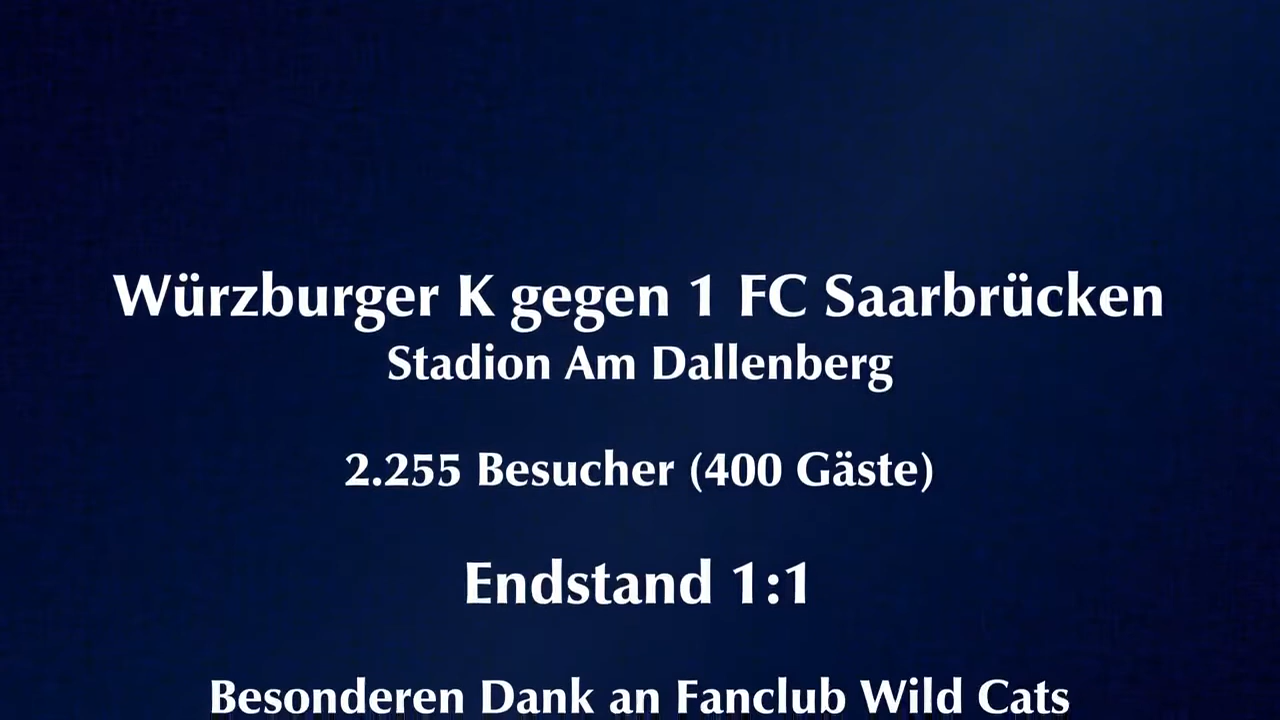 Würzburger K gegen 1 FC Saarbrücken
Stadion Am Dallenberg
2.255 Besucher (400 Gäste)
Endstand 1:1
Besonderen Dank an Fanclub Wild Cats